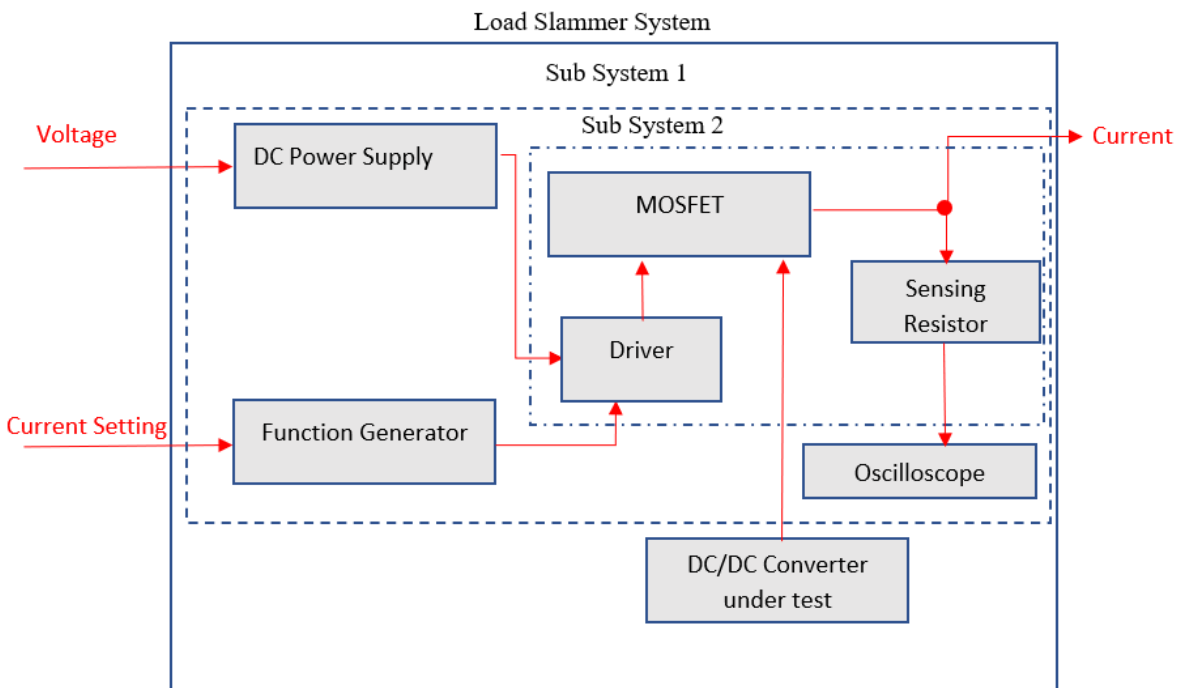 Load Slammer System
Sub System 1
Sub System 2
Voltage
DC Power Supply
Current
MOSFET
Sensing
Resistor
Driver
Current Setting
Function Generator
Oscilloscope
DC/DC Converter
under test